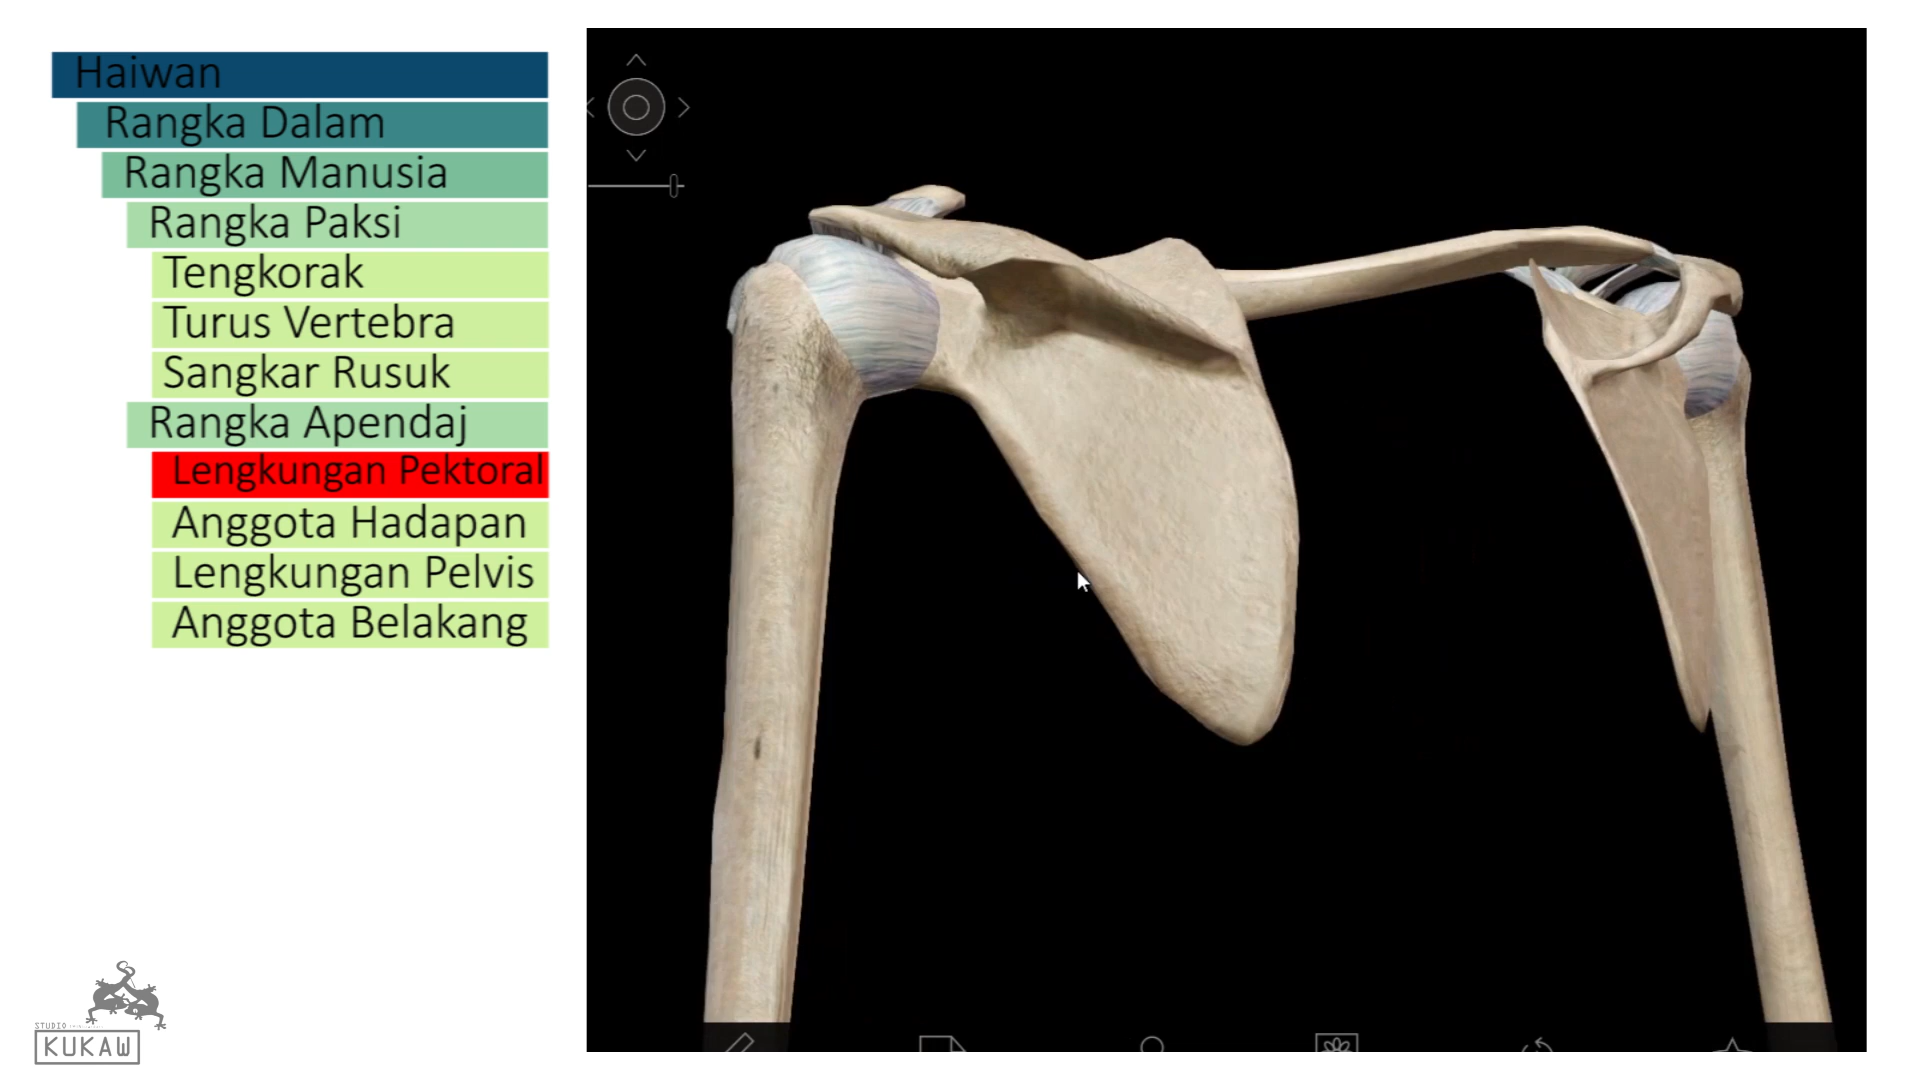 Haiwan
Rangka Dalam
Rangka Manusia
Rangka Paksi
Tengkorak
Turus Vertebra
Sangkar Rusuk
Rangka Apendaj
Lengkungan Pektoral
Anggota Hadapan
Lengkungan Pelvis
Anggota Belakang
STUDIO
KUKAW